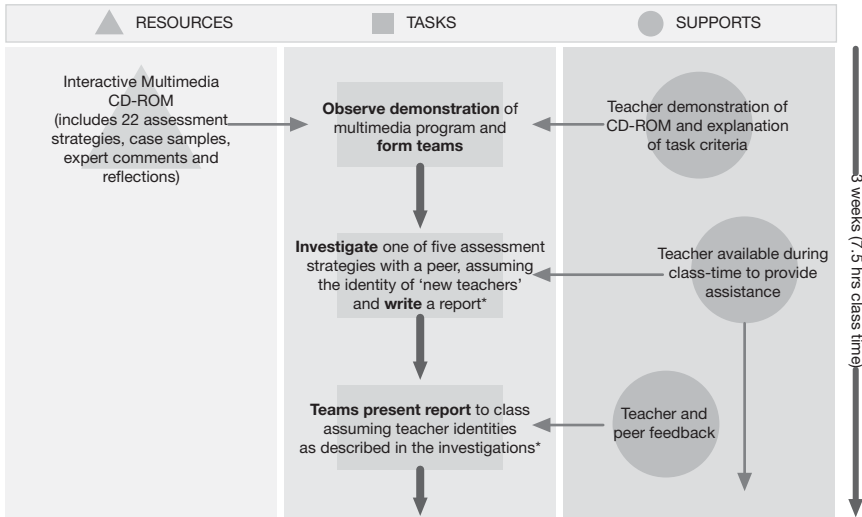 RESOURCES
TASKS
SUPPORTS
Interactive Multimedia
CD-ROM
(includes 22 assessment
strategies, case samples,
expert comments and
reflections)
Observe demonstration of
multimedia program and
form teams
Teacher demonstration of
CD-ROM and explanation
of task criteria
Investigate one of five assessment
strategies with a peer, assuming
the identity of ‘new teachers’
and write a report*
Teacher available during
class-time to provide
assistance
Teams present report to class
assuming teacher identities
as described in the investigations*
Teacher and
peer feedback
3 weeks (7.5 hrs class time)